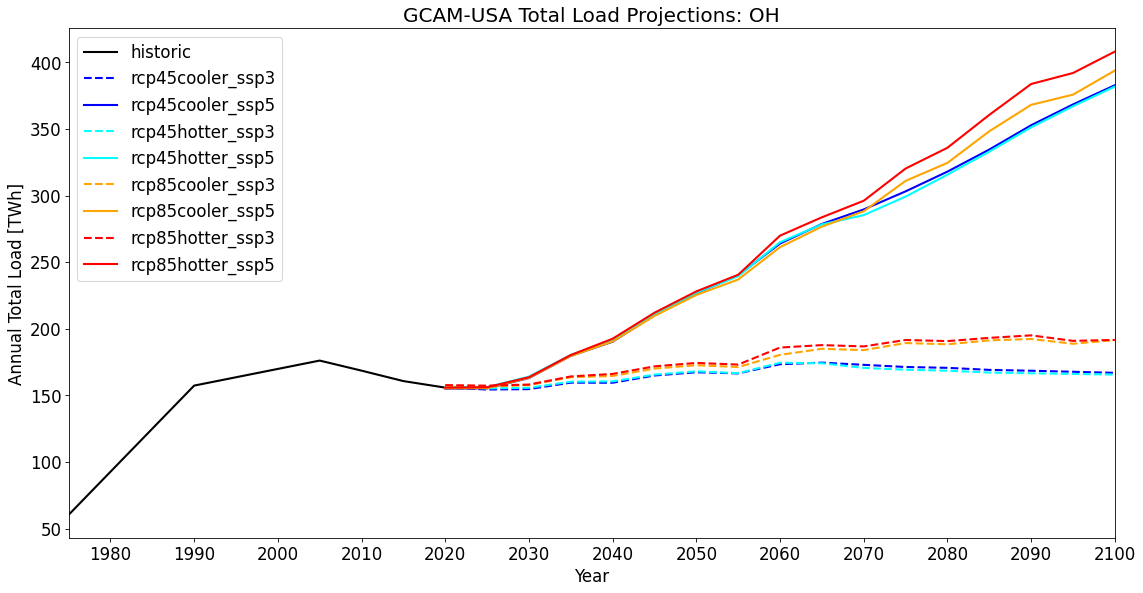 GCAM-USA Total Load Projections: OH
historic
rcp45cooler_ssp3
rcp45cooler_ssp5
rcp45hotter_ssp3
rcp45hotter_ssp5
rcp85cooler_ssp3
rcp85cooler_ssp5
rcp85hotter_ssp3
rcp85hotter_ssp5
Annual Total Load [TWh]
400
350
300
250
200
150
100
50
1980 1990 2000 2010 2020 2030 2040 2050 2060 2070 2080 2090 2100
Year